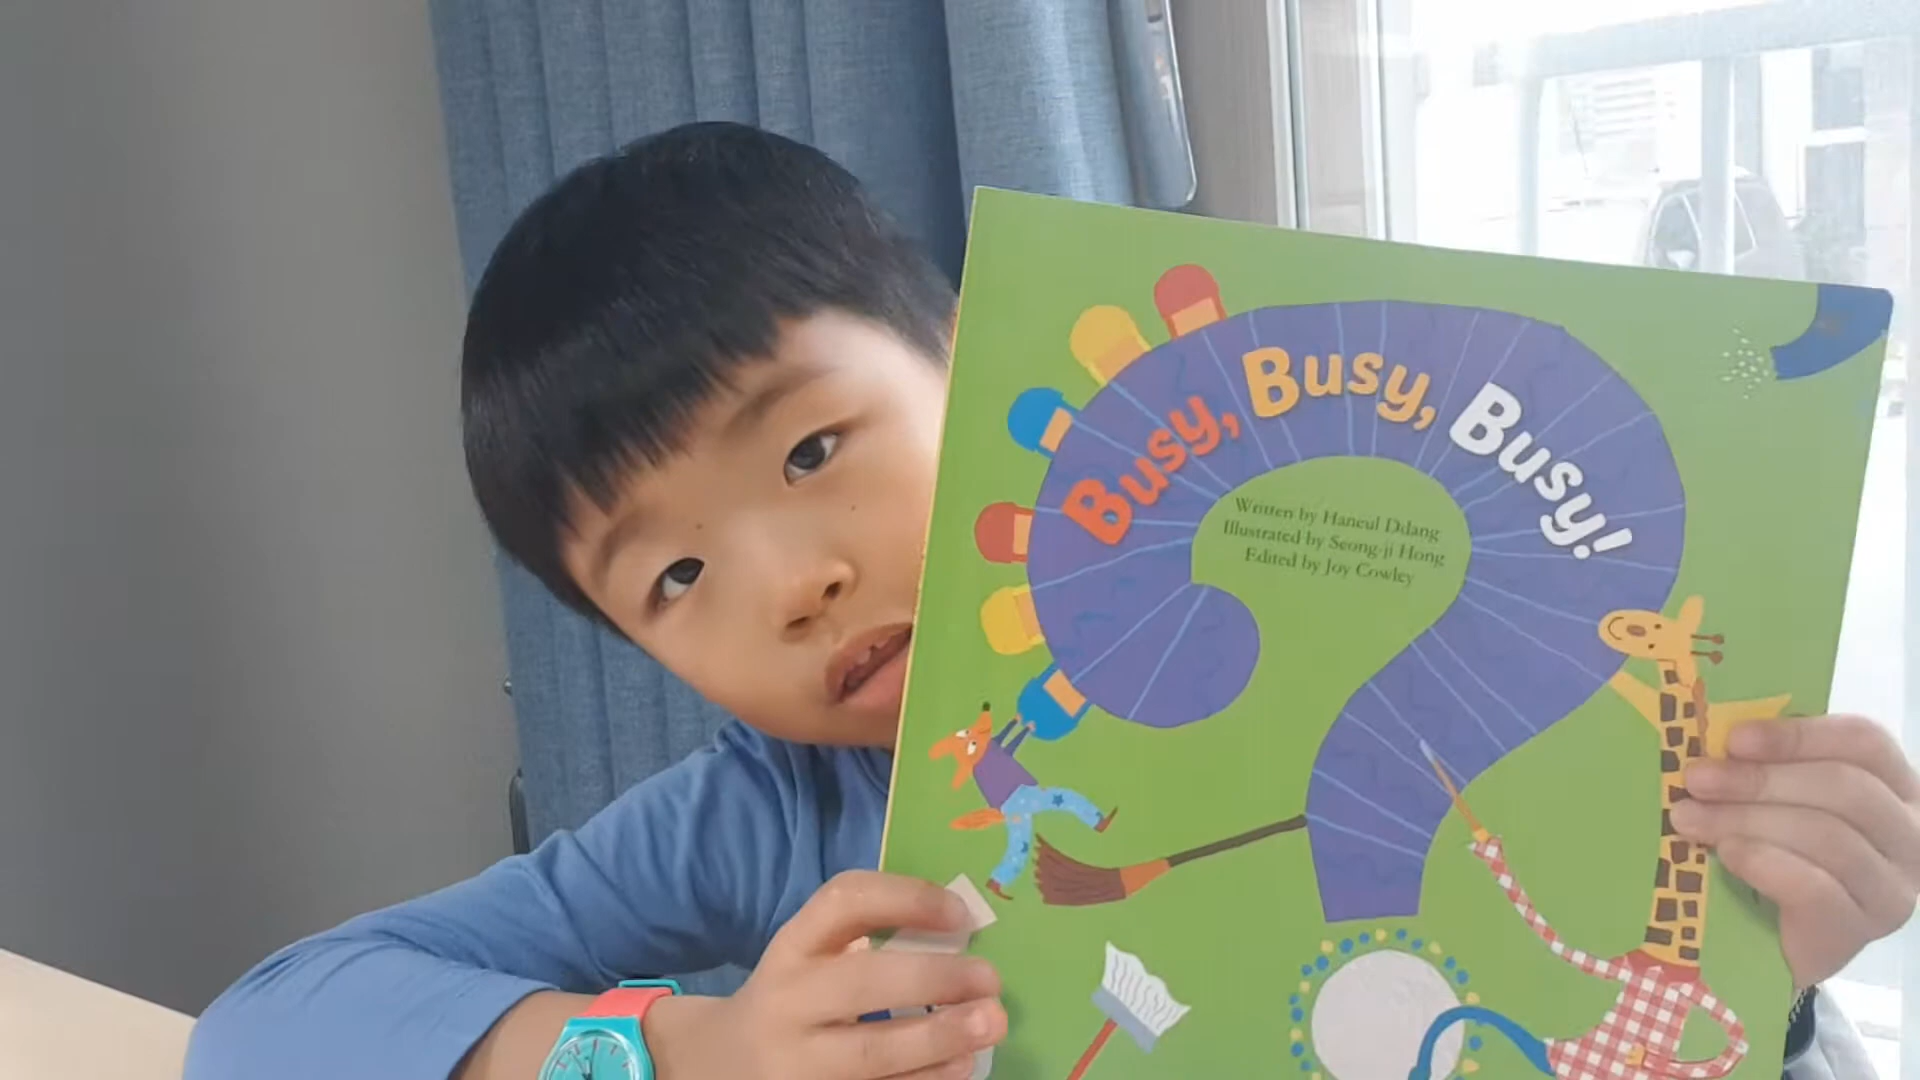 Busy, Busy, Busy!
Written by Haneul Ddang
Illustrated by Seong-ji Hong
Edited by Joy Cowley